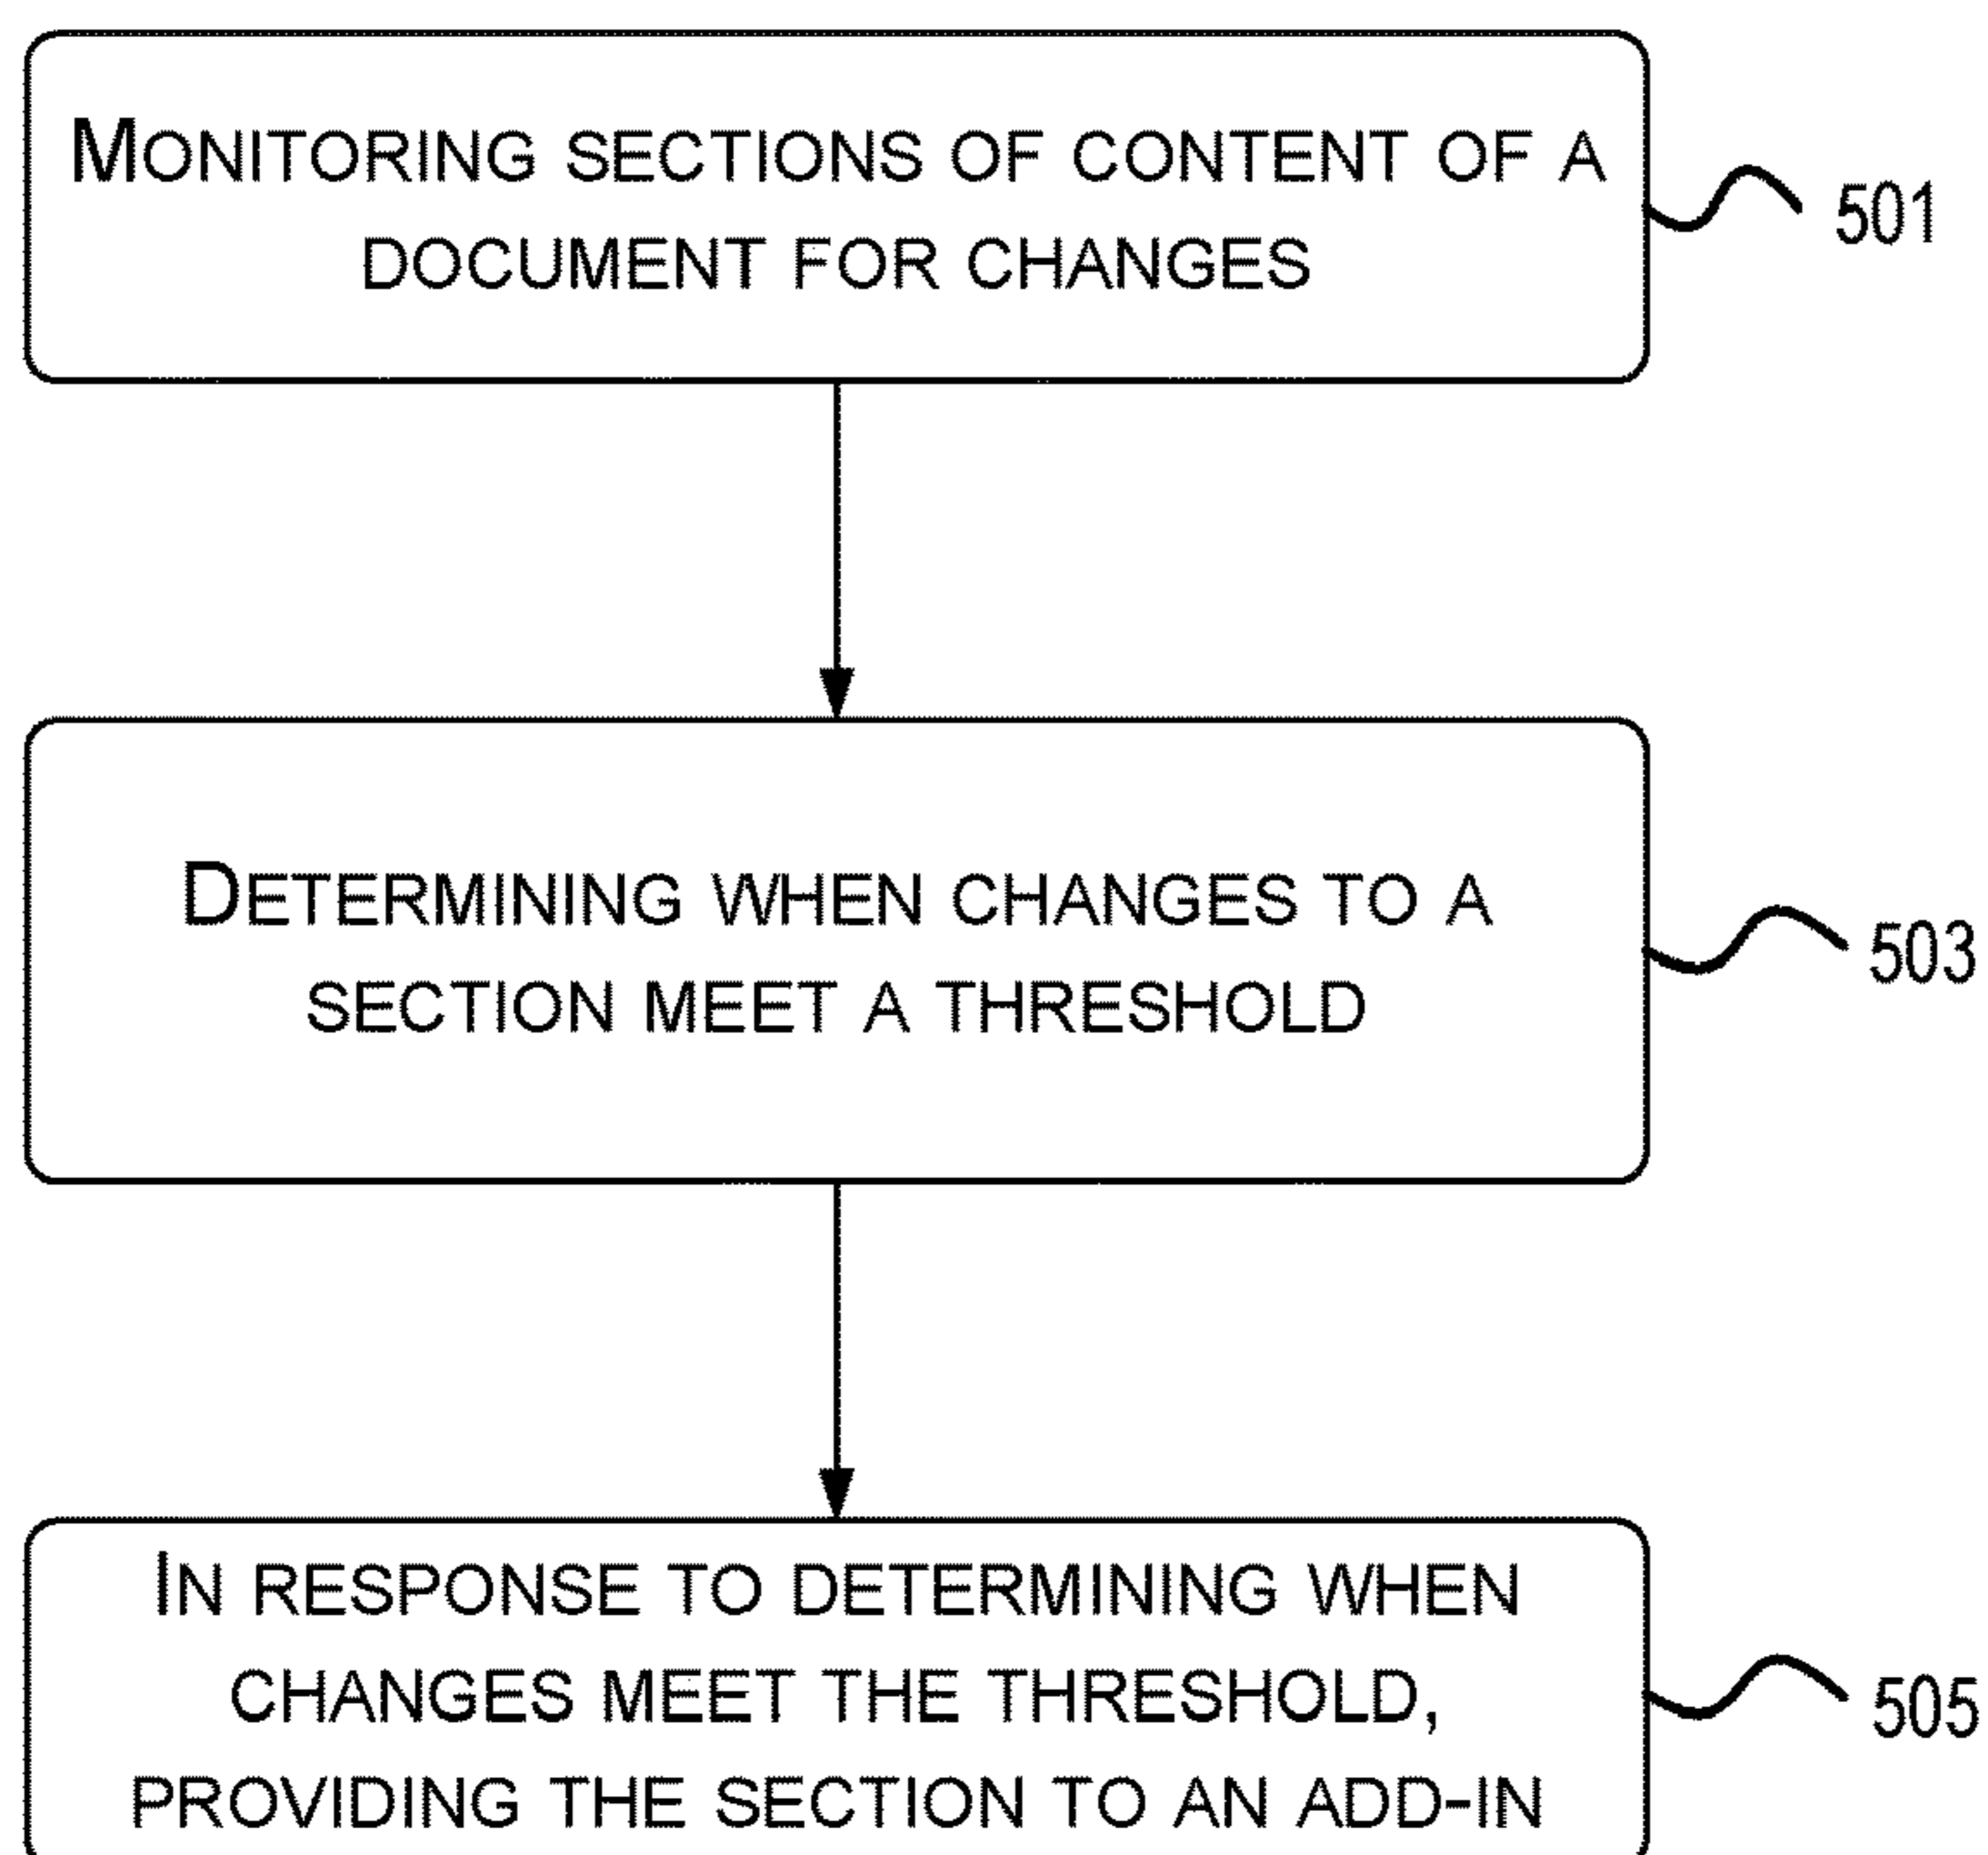 MONITORING SECTIONS OF CONTENT OF A
DOCUMENT FOR CHANGES
501
DETERMINING WHEN CHANGES TO A
SECTION MEET A THRESHOLD
503
IN RESPONSE TO DETERMINING WHEN
CHANGES MEET THE THRESHOLD,
PROVIDING THE SECTION TO AN ADD-IN
505